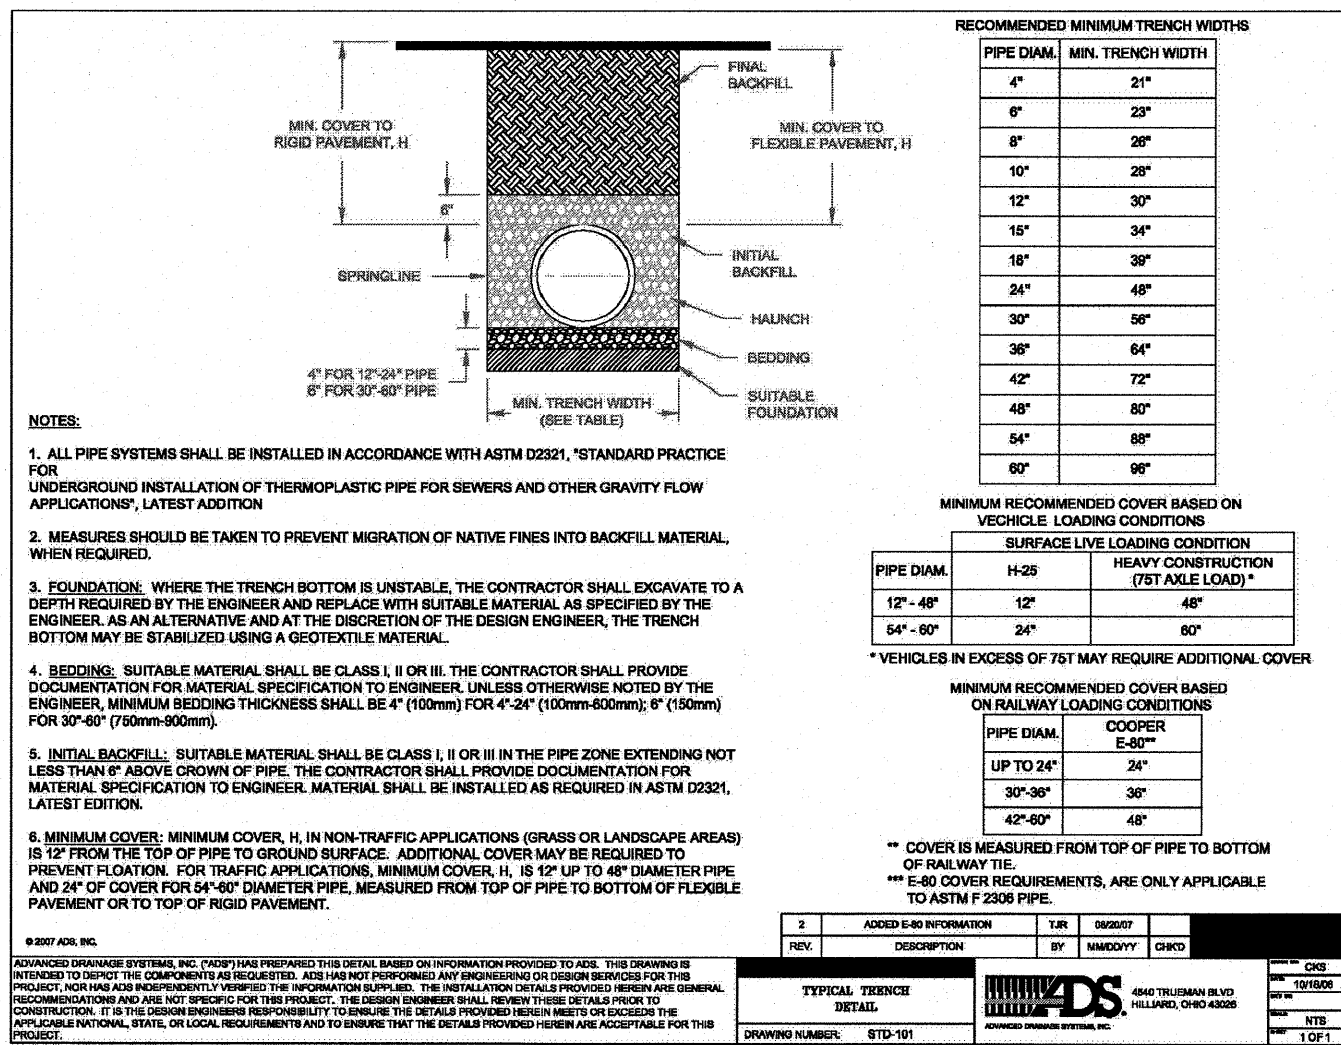 RECOMMENDED MINIMUM TRENCH WIDTHS
PIPE DIAM. MIN. TRENCH WIDTH
4" 21"
6" 23"
8" 26"
10" 28"
12" 30"
15" 34"
18" 39"
24" 48"
30" 56"
36" 64"
42" 72"
48" 80"
54" 88"
60" 96"
FINAL
BACKFILL
MIN. COVER TO
RIGID PAVEMENT, H
MIN. COVER TO
FLEXIBLE PAVEMENT, H
6"
SPRINGLINE
INITIAL
BACKFILL
HAUNCH
BEDDING
4" FOR 12"-24" PIPE
6" FOR 30"-60" PIPE
MIN. TRENCH WIDTH
(SEE TABLE)
SUITABLE
FOUNDATION
NOTES:
1. ALL PIPE SYSTEMS SHALL BE INSTALLED IN ACCORDANCE WITH ASTM D2321, "STANDARD PRACTICE
FOR
UNDERGROUND INSTALLATION OF THERMOPLASTIC PIPE FOR SEWERS AND OTHER GRAVITY FLOW
APPLICATIONS", LATEST ADDITION
2. MEASURES SHOULD BE TAKEN TO PREVENT MIGRATION OF NATIVE FINES INTO BACKFILL MATERIAL,
WHEN REQUIRED.
3. FOUNDATION: WHERE THE TRENCH BOTTOM IS UNSTABLE, THE CONTRACTOR SHALL EXCAVATE TO A
DEPTH REQUIRED BY THE ENGINEER AND REPLACE WITH SUITABLE MATERIAL AS SPECIFIED BY THE
ENGINEER. AS AN ALTERNATIVE AND AT THE DISCRETION OF THE DESIGN ENGINEER, THE TRENCH
BOTTOM MAY BE STABILIZED USING A GEOTEXTILE MATERIAL.
4. BEDDING: SUITABLE MATERIAL SHALL BE CLASS I, II OR III. THE CONTRACTOR SHALL PROVIDE
DOCUMENTATION FOR MATERIAL SPECIFICATION TO ENGINEER. UNLESS OTHERWISE NOTED BY THE
ENGINEER, MINIMUM BEDDING THICKNESS SHALL BE 4" (100mm) FOR 4"-24" (100mm-600mm); 6" (150mm)
FOR 30"-60" (750mm-900mm).
5. INITIAL BACKFILL: SUITABLE MATERIAL SHALL BE CLASS I, II OR III IN THE PIPE ZONE EXTENDING NOT
LESS THAN 6" ABOVE CROWN OF PIPE. THE CONTRACTOR SHALL PROVIDE DOCUMENTATION FOR
MATERIAL SPECIFICATION TO ENGINEER. MATERIAL SHALL BE INSTALLED AS REQUIRED IN ASTM D2321,
LATEST EDITION.
6. MINIMUM COVER: MINIMUM COVER, H, IN NON-TRAFFIC APPLICATIONS (GRASS OR LANDSCAPE AREAS)
IS 12" FROM THE TOP OF PIPE TO GROUND SURFACE. ADDITIONAL COVER MAY BE REQUIRED TO
PREVENT FLOATION. FOR TRAFFIC APPLICATIONS, MINIMUM COVER, H, IS 12" UP TO 48" DIAMETER PIPE
AND 24" OF COVER FOR 54"-60" DIAMETER PIPE, MEASURED FROM TOP OF PIPE TO BOTTOM OF FLEXIBLE
PAVEMENT OR TO TOP OF RIGID PAVEMENT.
MINIMUM RECOMMENDED COVER BASED ON
VECHICLE LOADING CONDITIONS
SURFACE LIVE LOADING CONDITION
PIPE DIAM. H-25 HEAVY CONSTRUCTION
(75T AXLE LOAD) *
12" - 48" 12" 48"
54" - 60" 24" 60"
* VEHICLES IN EXCESS OF 75T MAY REQUIRE ADDITIONAL COVER
MINIMUM RECOMMENDED COVER BASED
ON RAILWAY LOADING CONDITIONS
PIPE DIAM. COOPER
E-80**
UP TO 24" 24"
30"-36" 36"
42"-60" 48"
** COVER IS MEASURED FROM TOP OF PIPE TO BOTTOM
OF RAILWAY TIE.
*** E-80 COVER REQUIREMENTS, ARE ONLY APPLICABLE
TO ASTM F 2306 PIPE.
© 2007 ADS, INC.
2 ADDED E-80 INFORMATION TJR 08/20/07
REV. DESCRIPTION BY MM/DD/YY CHK'D
ADVANCED DRAINAGE SYSTEMS, INC. ("ADS") HAS PREPARED THIS DETAIL BASED ON INFORMATION PROVIDED TO ADS. THIS DRAWING IS
INTENDED TO DEPICT THE COMPONENTS AS REQUESTED. ADS HAS NOT PERFORMED ANY ENGINEERING OR DESIGN SERVICES FOR THIS
PROJECT, NOR HAS ADS INDEPENDENTLY VERIFIED THE INFORMATION SUPPLIED. THE INSTALLATION DETAILS PROVIDED HEREIN ARE GENERAL
RECOMMENDATIONS AND ARE NOT SPECIFIC FOR THIS PROJECT. THE DESIGN ENGINEER SHALL REVIEW THESE DETAILS PRIOR TO
CONSTRUCTION. IT IS THE DESIGN ENGINEERS RESPONSIBILITY TO ENSURE THE DETAILS PROVIDED HEREIN MEETS OR EXCEEDS THE
APPLICABLE NATIONAL, STATE, OR LOCAL REQUIREMENTS AND TO ENSURE THAT THE DETAILS PROVIDED HEREIN ARE ACCEPTABLE FOR THIS
PROJECT.
TYPICAL TRENCH
DETAIL
DRAWING NUMBER: STD-101
ADS.
ADVANCED DRAINAGE SYSTEMS, INC.
4640 TRUEMAN BLVD
HILLIARD, OHIO 43026
CKS
10/18/06
NTS
1 OF 1